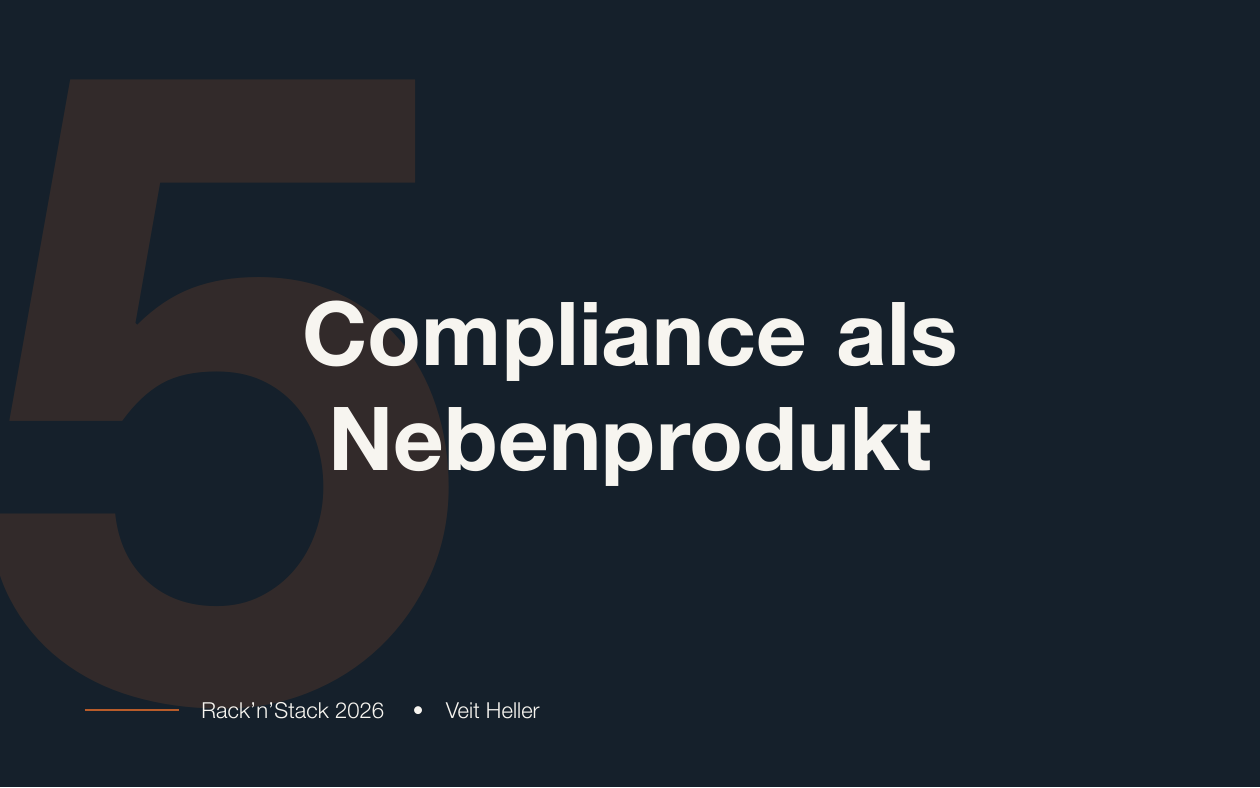 5
Compliance als
Nebenprodukt
Rack’n’Stack 2026 • Veit Heller